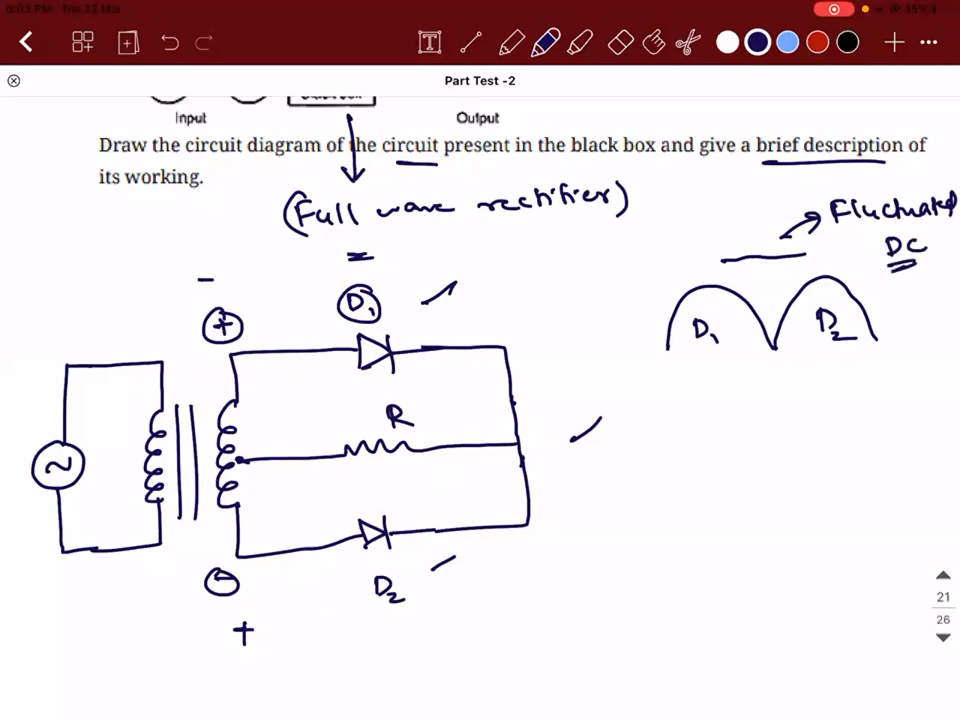 Part Test -2
Input
Output
Draw the circuit diagram of the circuit present in the black box and give a brief description of
its working.
(Full wave rectifier)
Fluctuated
DC
-
+
D1
D1
D2
R
~
-
D2
+
21
26